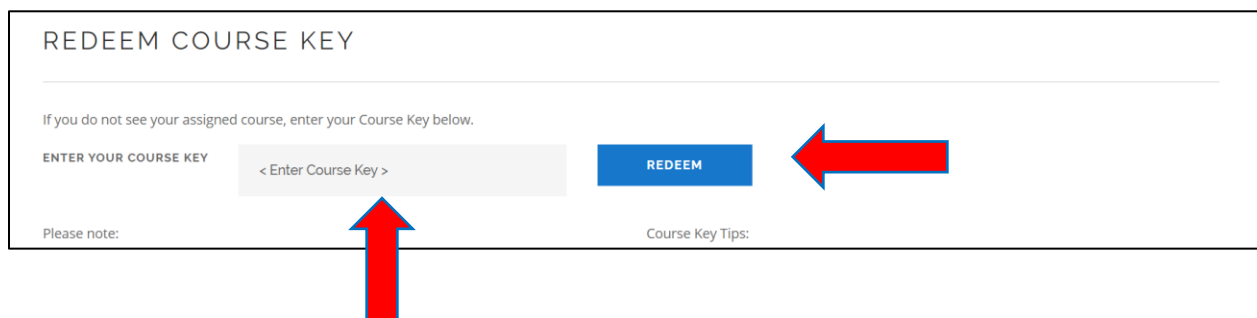 REDEEM COURSE KEY
If you do not see your assigned course, enter your Course Key below.
ENTER YOUR COURSE KEY
< Enter Course Key >
REDEEM
Please note:
Course Key Tips: